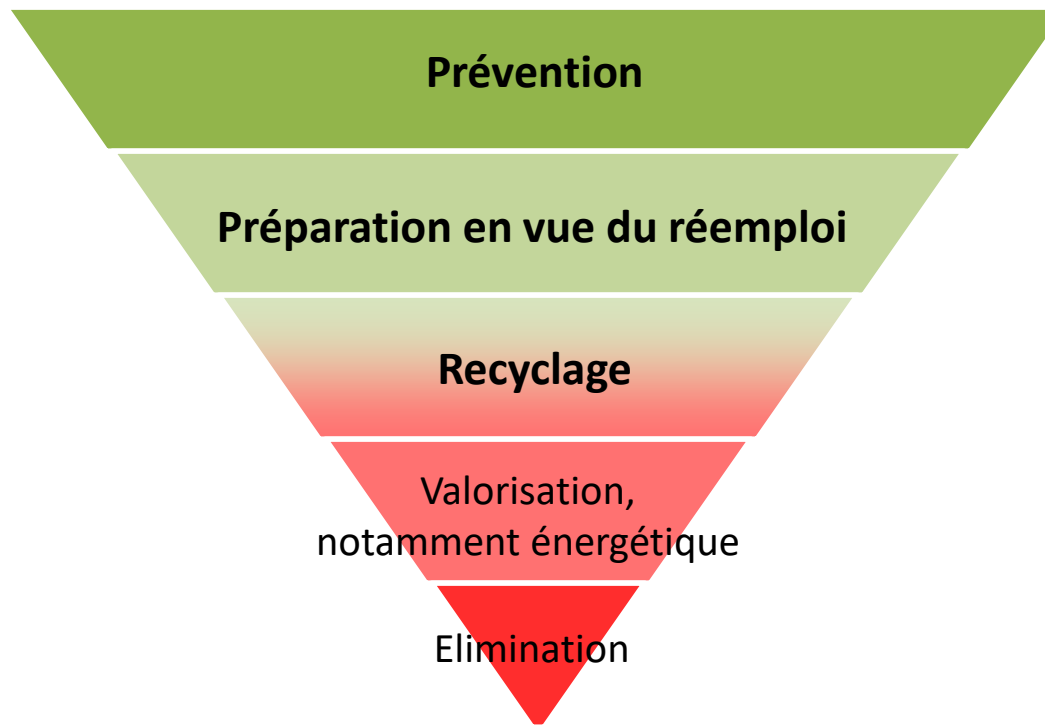 Prévention
Préparation en vue du réemploi
Recyclage
Valorisation,
notamment énergétique
Elimination